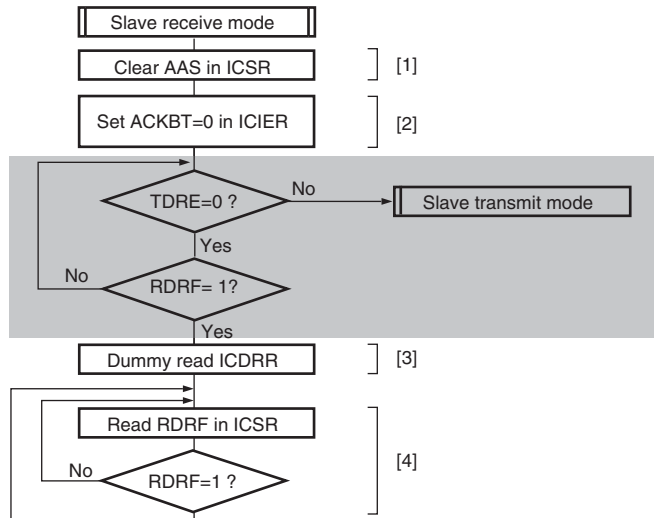 Slave receive mode
Clear AAS in ICSR
[1]
Set ACKBT=0 in ICIER
[2]
TDRE=0 ?
No
Slave transmit mode
Yes
No
RDRF= 1?
Yes
Dummy read ICDRR
[3]
Read RDRF in ICSR
[4]
No
RDRF=1 ?